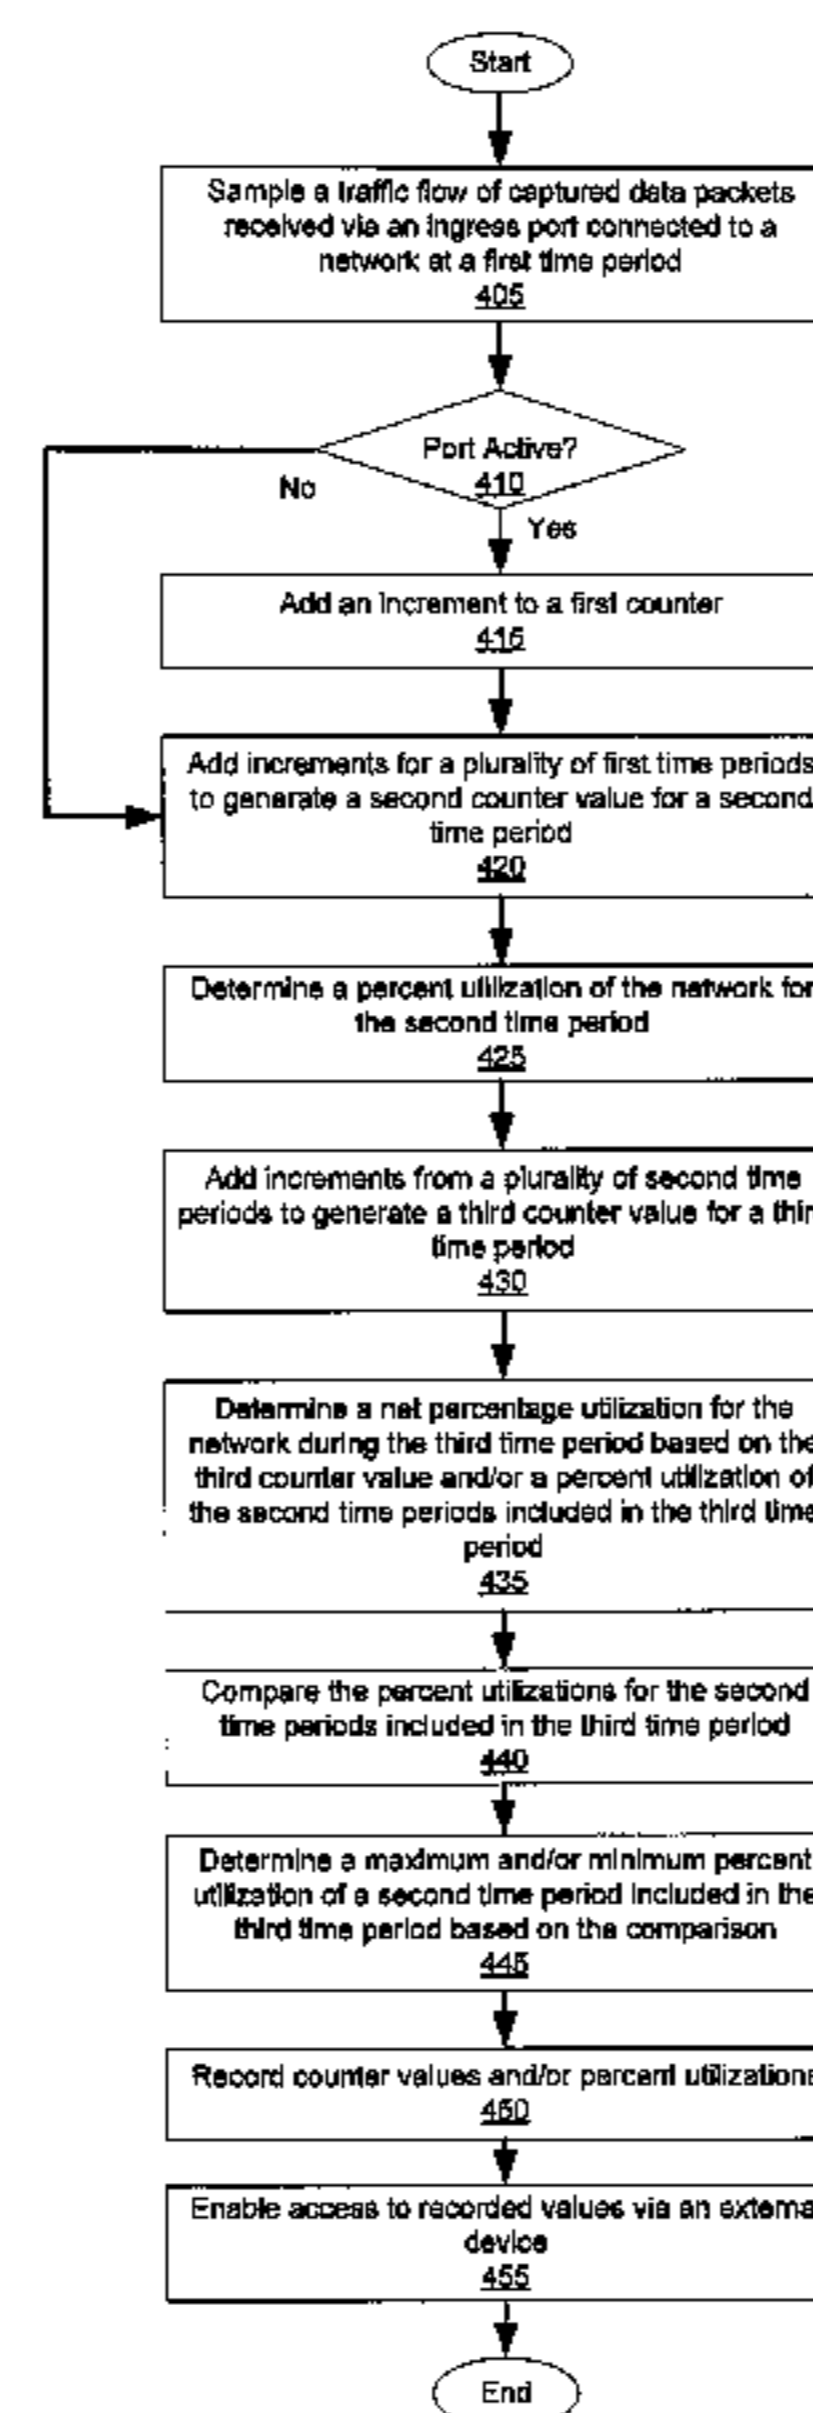 Start
Sample a traffic flow of captured data packets
received via an ingress port connected to a
network at a first time period
405
Port Active?
410
No
Yes
Add an increment to a first counter
415
Add increments for a plurality of first time periods
to generate a second counter value for a second
time period
420
Determine a percent utilization of the network for
the second time period
425
Add increments from a plurality of second time
periods to generate a third counter value for a thir
time period
430
Determine a net percentage utilization for the
network during the third time period based on the
third counter value and/or a percent utilization of
the second time periods included in the third time
period
435
Compare the percent utilizations for the second
time periods included in the third time period
440
Determine a maximum and/or minimum percent
utilization of a second time period included in the
third time period based on the comparison
445
Record counter values and/or percent utilizations
450
Enable access to recorded values via an externa
device
455
End